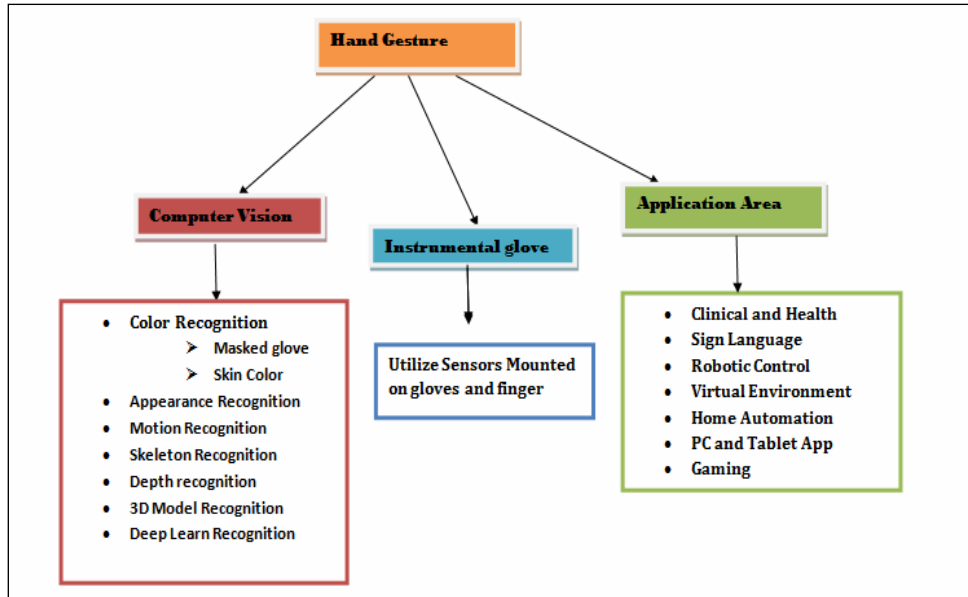 Hand Gesture
Computer Vision
Instrumental glove
Application Area
• Color Recognition
➤ Masked glove
➤ Skin Color
• Appearance Recognition
• Motion Recognition
• Skeleton Recognition
• Depth recognition
• 3D Model Recognition
• Deep Learn Recognition
Utilize Sensors Mounted
on gloves and finger
• Clinical and Health
• Sign Language
• Robotic Control
• Virtual Environment
• Home Automation
• PC and Tablet App
• Gaming